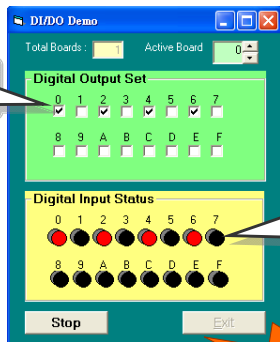 DI/DO Demo
Total Boards : 1 Active Board 0
Digital Output Set
0 1 2 3 4 5 6 7
8 9 A B C D E F
Digital Input Status
0 1 2 3 4 5 6 7
8 9 A B C D E F
Stop Exit